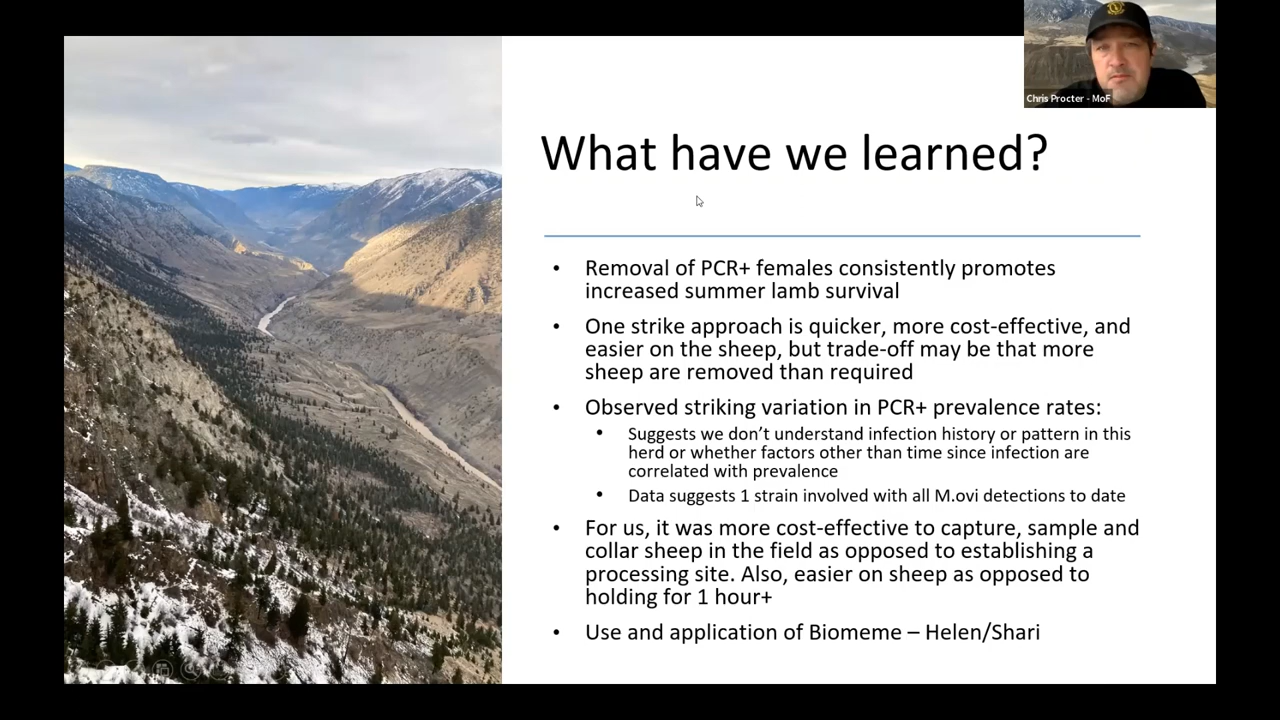 Chris Procter - MoF
What have we learned?
• Removal of PCR+ females consistently promotes
increased summer lamb survival
• One strike approach is quicker, more cost-effective, and
easier on the sheep, but trade-off may be that more
sheep are removed than required
• Observed striking variation in PCR+ prevalence rates:
• Suggests we don’t understand infection history or pattern in this
herd or whether factors other than time since infection are
correlated with prevalence
• Data suggests 1 strain involved with all M.ovi detections to date
• For us, it was more cost-effective to capture, sample and
collar sheep in the field as opposed to establishing a
processing site. Also, easier on sheep as opposed to
holding for 1 hour+
• Use and application of Biomeme – Helen/Shari